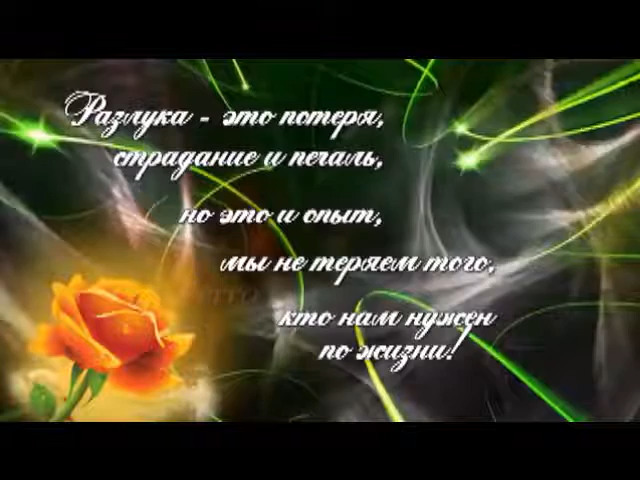 Разлука - это потеря,
страдание и печаль,
но это и опыт,
мы не теряем того,
кто нам нужен
по жизни!